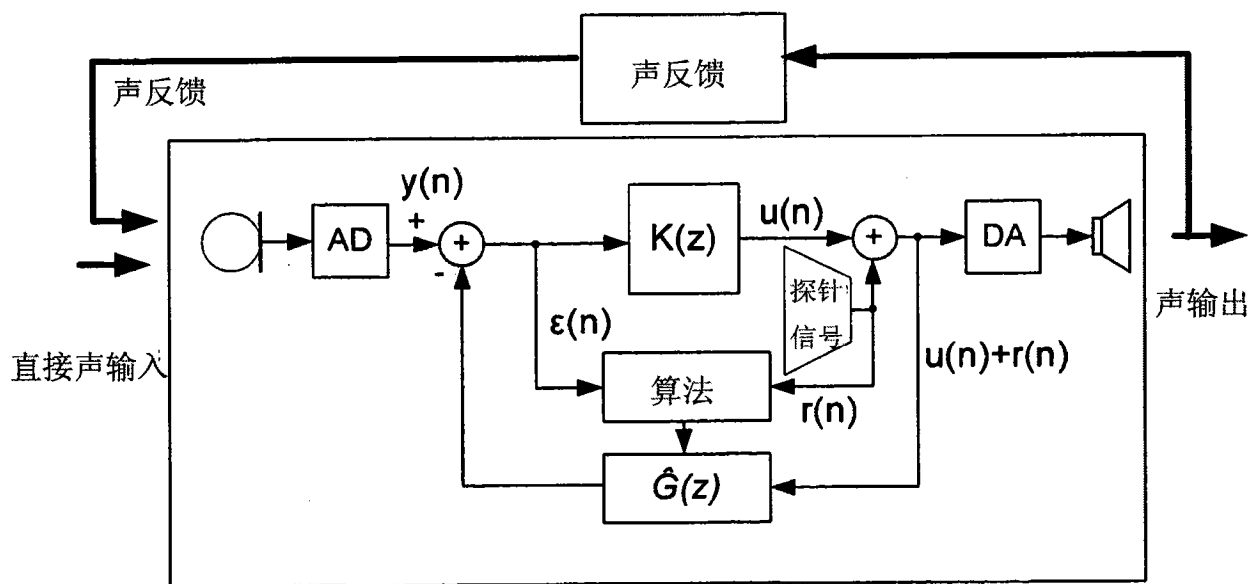 声反馈
声反馈
y(n)
+
-
AD
+
K(z)
u(n)
+
DA
探针
信号
声输出
ε(n)
u(n)+r(n)
直接声输入
算法
r(n)
Ĝ(z)